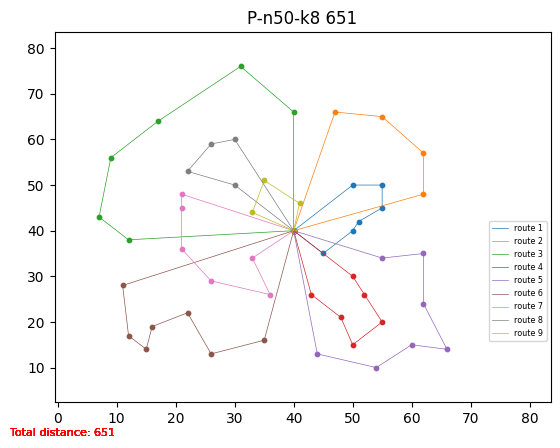 P-n50-k8 651
80
70
60
50
40
30
20
10
0 10 20 30 40 50 60 70 80
route 1
route 2
route 3
route 4
route 5
route 6
route 7
route 8
route 9
Total distance: 651